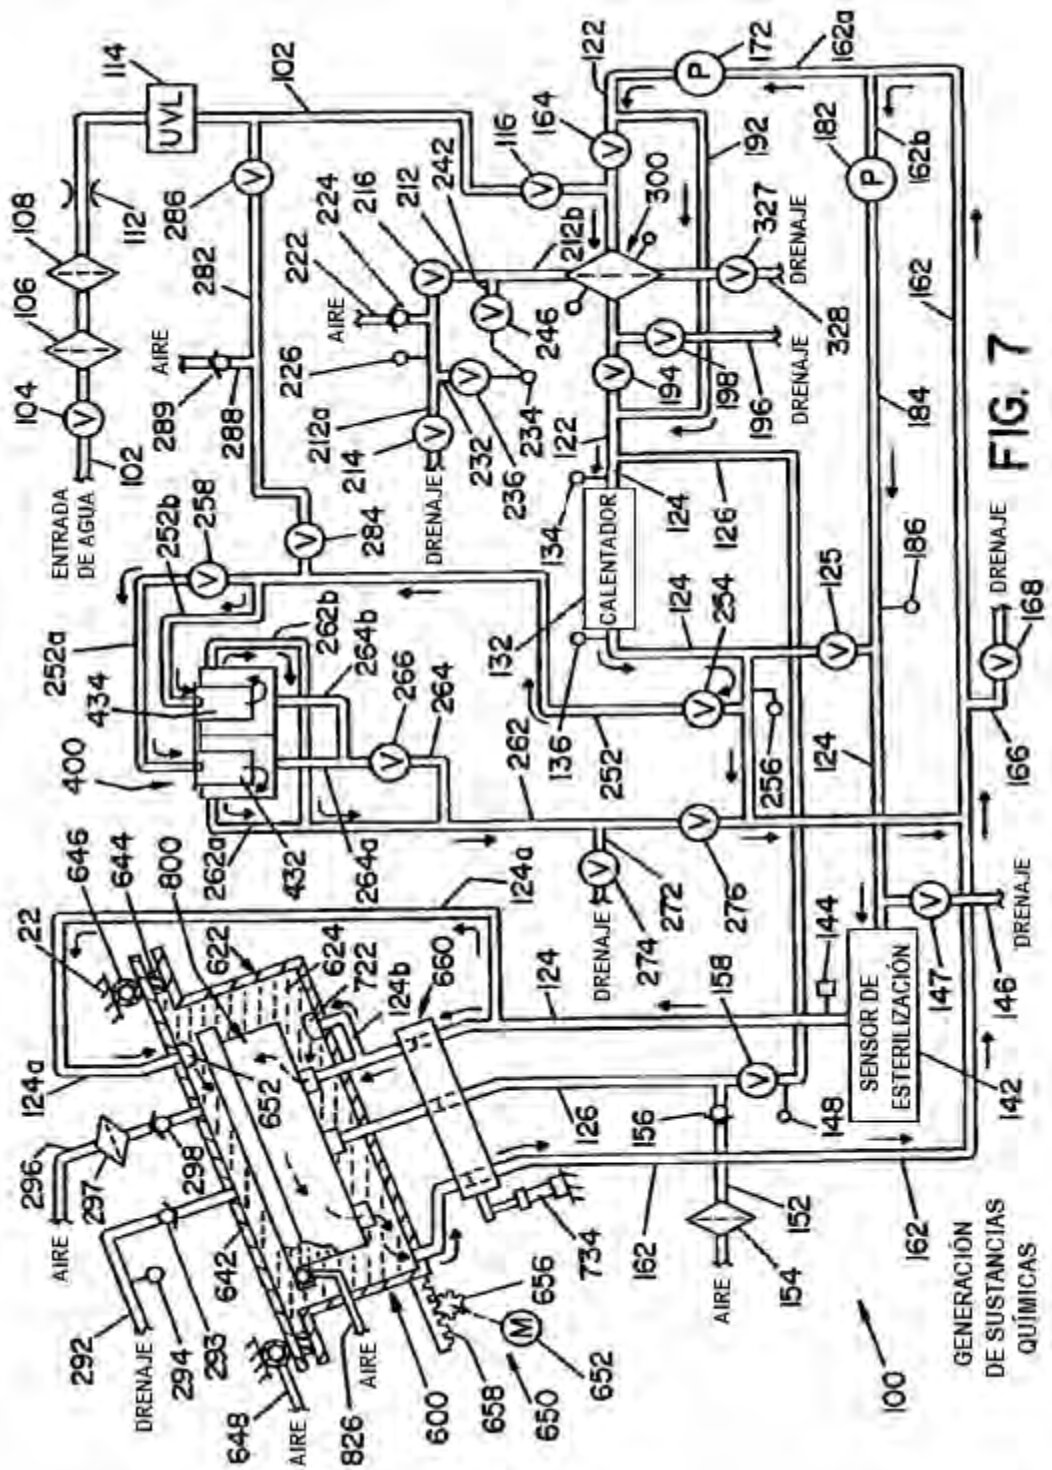 ENTRADA
DE AGUA
102
104
106
108
112
114
UVL
102
286
282
AIRE
289
288
V
284
258
252b
252a
434
400
432
262a
264a
262b
264b
266
264
262
252
272
DRENAJE
274
276
254
256
136
132
134
CALENTADOR
124
126
124
125
DRENAJE
214
212a
226
AIRE
222
224
216
212
242
232
236
234
246
212b
116
164
122
300
192
327
DRENAJE
328
198
196
DRENAJE
194
122
P
172
162a
P
182
162b
184
162
186
DRENAJE
168
166
124
FIG. 7
22
646
644
800
622
624
722
124b
660
124a
124a
652
296
AIRE
297
298
642
292
DRENAJE
294
293
648
AIRE
826
AIRE
600
658
650
M
652
656
734
162
AIRE
154
152
156
158
126
148
124
144
SENSOR DE
ESTERILIZACIÓN
142
147
146
DRENAJE
162
GENERACIÓN
DE SUSTANCIAS
QUÍMICAS
100